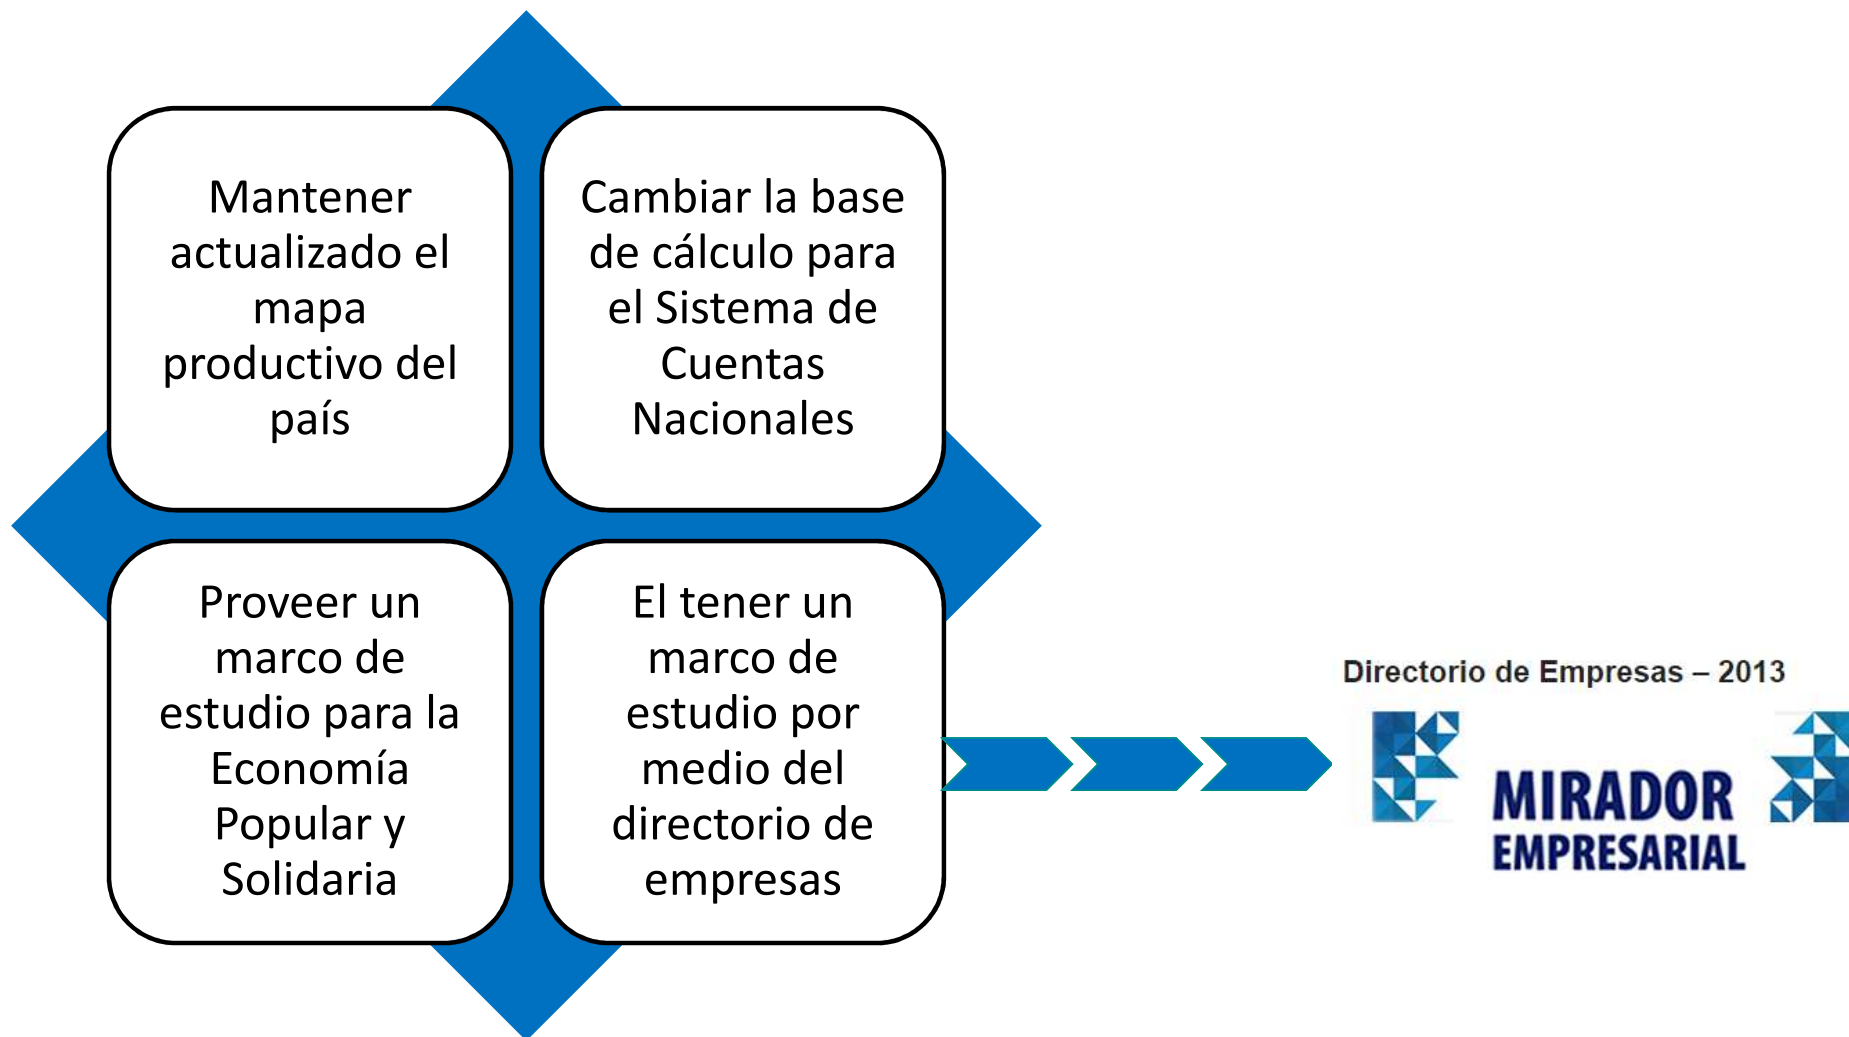 Mantener
actualizado el
mapa
productivo del
país
Cambiar la base
de cálculo para
el Sistema de
Cuentas
Nacionales
Proveer un
marco de
estudio para la
Economía
Popular y
Solidaria
El tener un
marco de
estudio por
medio del
directorio de
empresas
Directorio de Empresas – 2013
MIRADOR
EMPRESARIAL